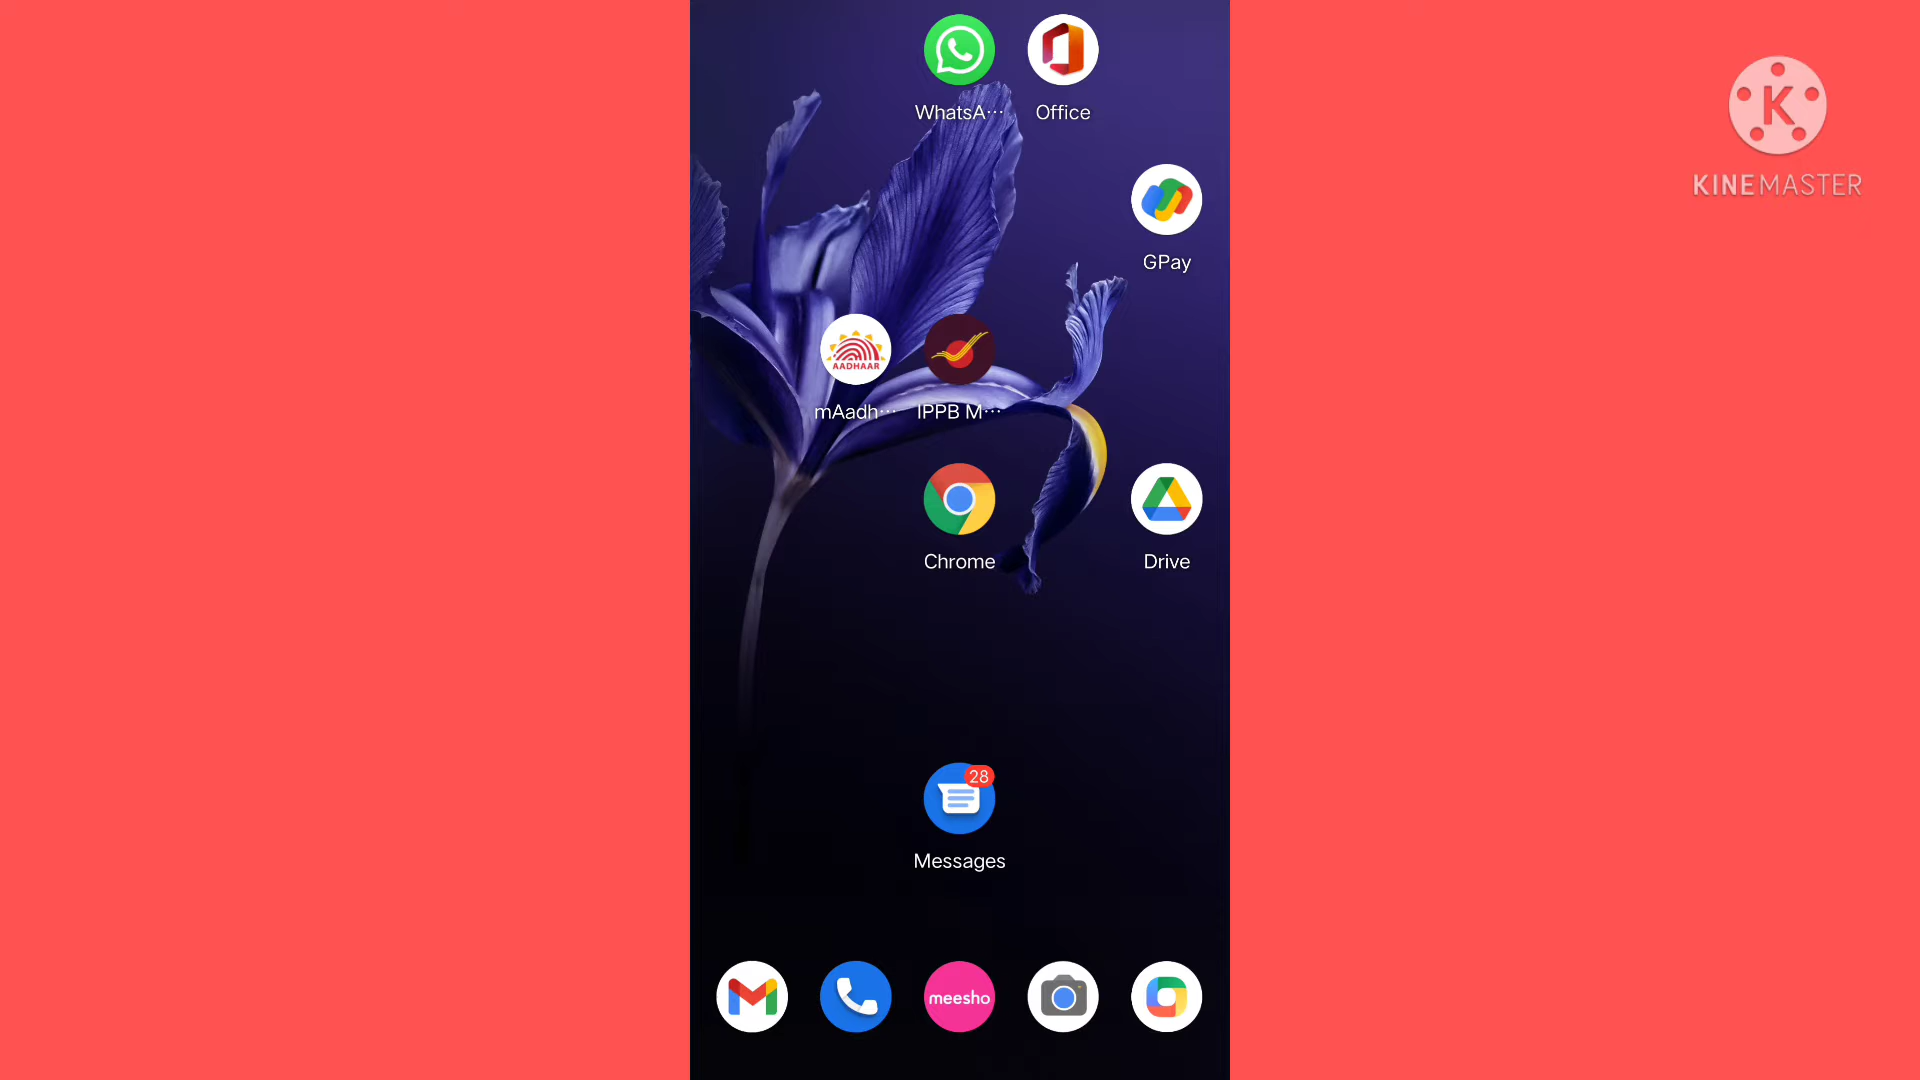 WhatsA... Office
KINEMASTER
GPay
AADHAAR
mAadh... IPPB M...
Chrome Drive
28
Messages
meesho